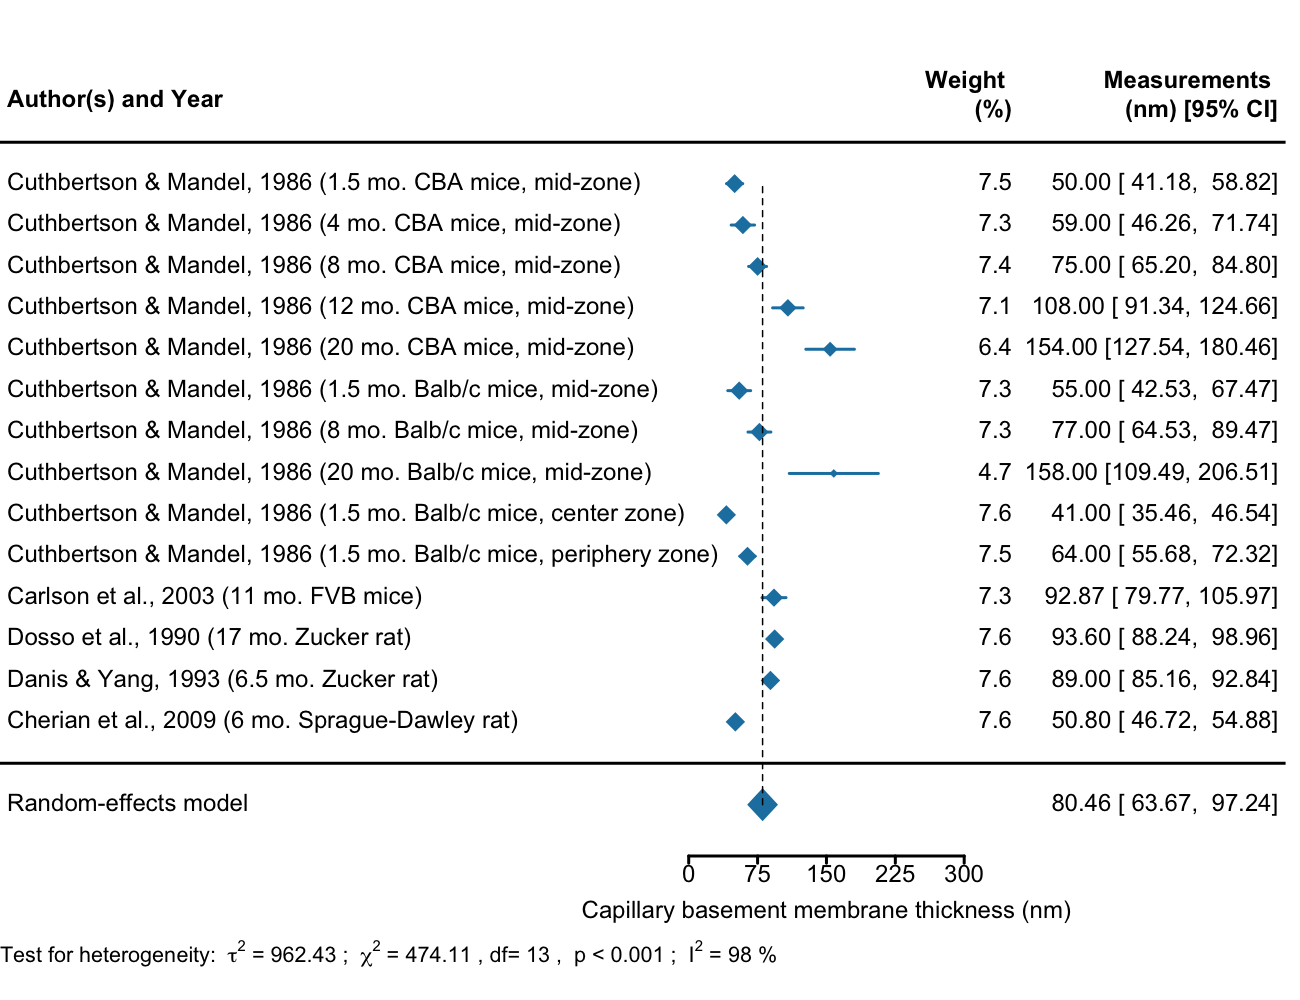 Author(s) and Year Weight (%) Measurements (nm) [95% CI]
Cuthbertson & Mandel, 1986 (1.5 mo. CBA mice, mid-zone) 7.5 50.00 [ 41.18, 58.82]
Cuthbertson & Mandel, 1986 (4 mo. CBA mice, mid-zone) 7.3 59.00 [ 46.26, 71.74]
Cuthbertson & Mandel, 1986 (8 mo. CBA mice, mid-zone) 7.4 75.00 [ 65.20, 84.80]
Cuthbertson & Mandel, 1986 (12 mo. CBA mice, mid-zone) 7.1 108.00 [ 91.34, 124.66]
Cuthbertson & Mandel, 1986 (20 mo. CBA mice, mid-zone) 6.4 154.00 [127.54, 180.46]
Cuthbertson & Mandel, 1986 (1.5 mo. Balb/c mice, mid-zone) 7.3 55.00 [ 42.53, 67.47]
Cuthbertson & Mandel, 1986 (8 mo. Balb/c mice, mid-zone) 7.3 77.00 [ 64.53, 89.47]
Cuthbertson & Mandel, 1986 (20 mo. Balb/c mice, mid-zone) 4.7 158.00 [109.49, 206.51]
Cuthbertson & Mandel, 1986 (1.5 mo. Balb/c mice, center zone) 7.6 41.00 [ 35.46, 46.54]
Cuthbertson & Mandel, 1986 (1.5 mo. Balb/c mice, periphery zone) 7.5 64.00 [ 55.68, 72.32]
Carlson et al., 2003 (11 mo. FVB mice) 7.3 92.87 [ 79.77, 105.97]
Dosso et al., 1990 (17 mo. Zucker rat) 7.6 93.60 [ 88.24, 98.96]
Danis & Yang, 1993 (6.5 mo. Zucker rat) 7.6 89.00 [ 85.16, 92.84]
Cherian et al., 2009 (6 mo. Sprague-Dawley rat) 7.6 50.80 [ 46.72, 54.88]
Random-effects model 80.46 [ 63.67, 97.24]
0 75 150 225 300
Capillary basement membrane thickness (nm)
Test for heterogeneity: τ² = 962.43 ; χ² = 474.11 , df= 13 , p < 0.001 ; I² = 98 %